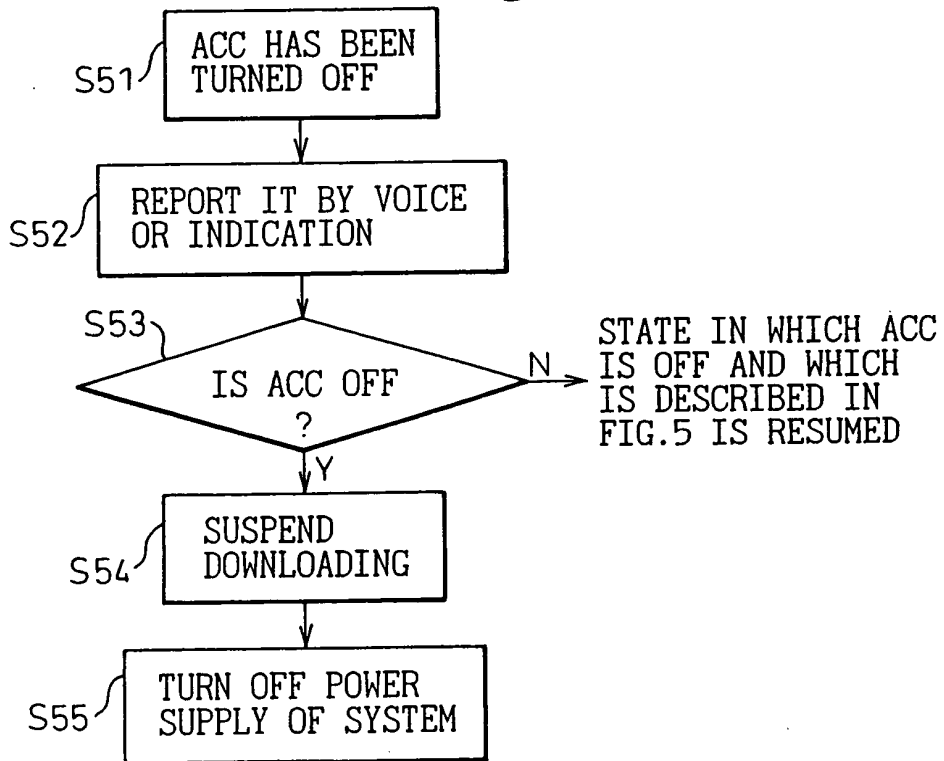 S51
ACC HAS BEEN
TURNED OFF
S52
REPORT IT BY VOICE
OR INDICATION
S53
IS ACC OFF
?
N
STATE IN WHICH ACC
IS OFF AND WHICH
IS DESCRIBED IN
FIG.5 IS RESUMED
Y
S54
SUSPEND
DOWNLOADING
S55
TURN OFF POWER
SUPPLY OF SYSTEM